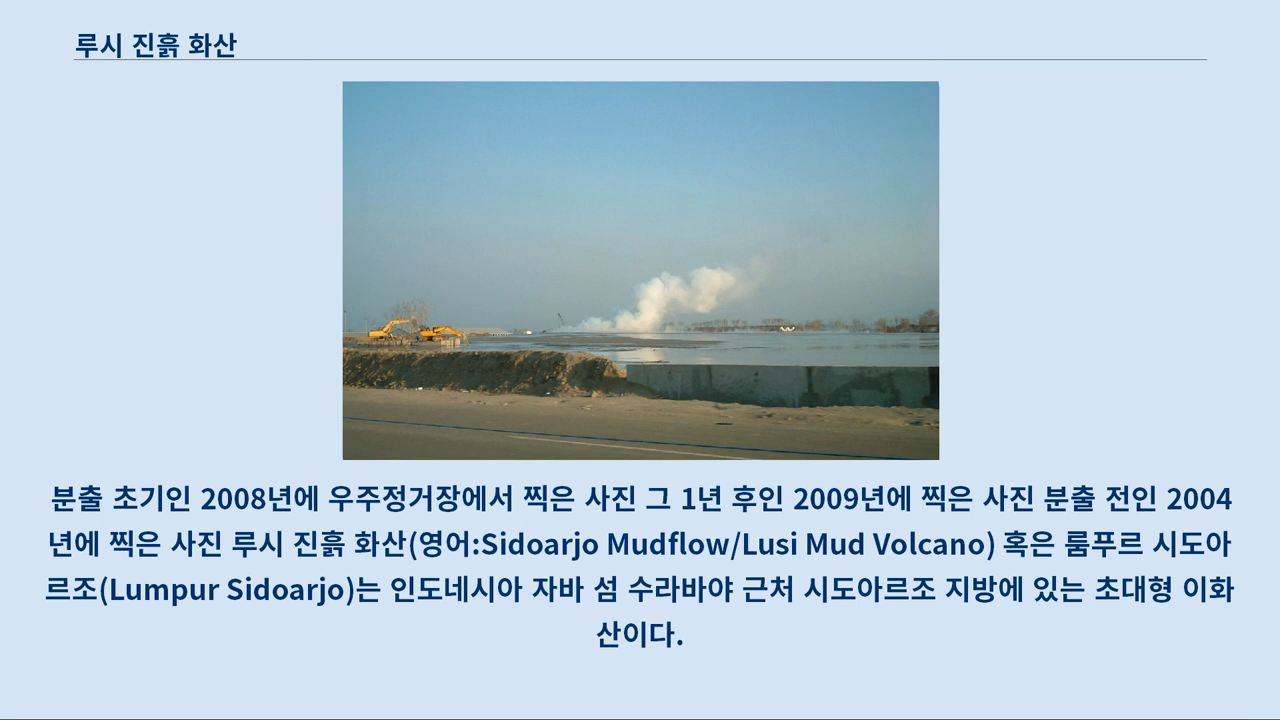 루시 진흙 화산
분출 초기인 2008년에 우주정거장에서 찍은 사진 그 1년 후인 2009년에 찍은 사진 분출 전인 2004
년에 찍은 사진 루시 진흙 화산(영어:Sidoarjo Mudflow/Lusi Mud Volcano) 혹은 룸푸르 시도아
르조(Lumpur Sidoarjo)는 인도네시아 자바 섬 수라바야 근처 시도아르조 지방에 있는 초대형 이화
산이다.